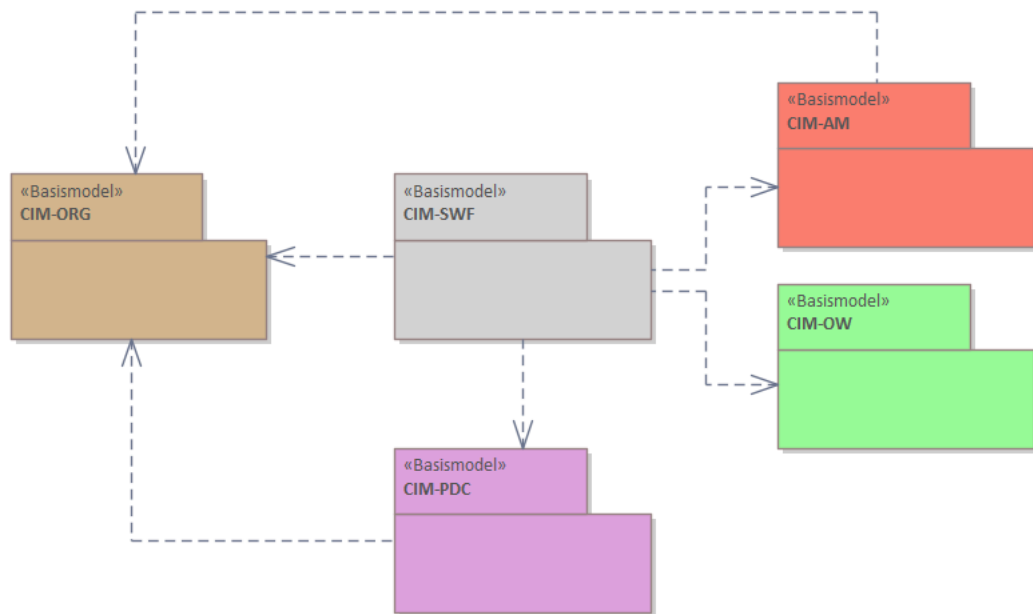 «Basismodel»
CIM-AM
«Basismodel»
CIM-ORG
«Basismodel»
CIM-SWF
«Basismodel»
CIM-OW
«Basismodel»
CIM-PDC